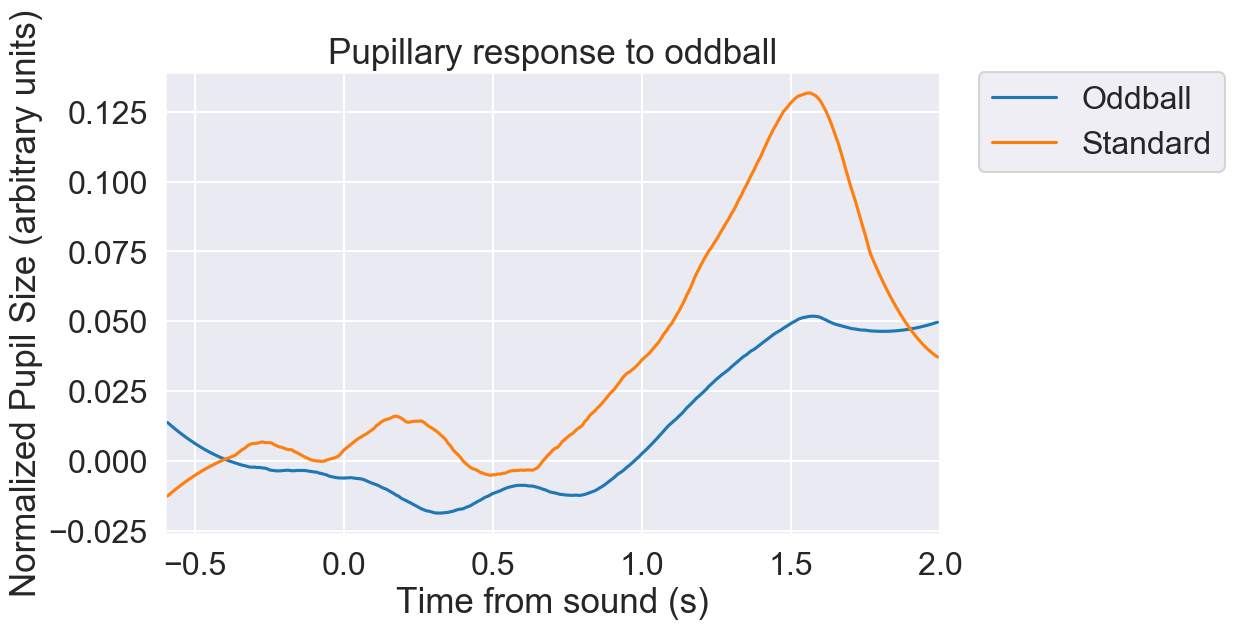 Pupillary response to oddball
Normalized Pupil Size (arbitrary units)
0.125
0.100
0.075
0.050
0.025
0.000
−0.025
−0.5
0.0
0.5
1.0
1.5
2.0
Time from sound (s)
Oddball
Standard